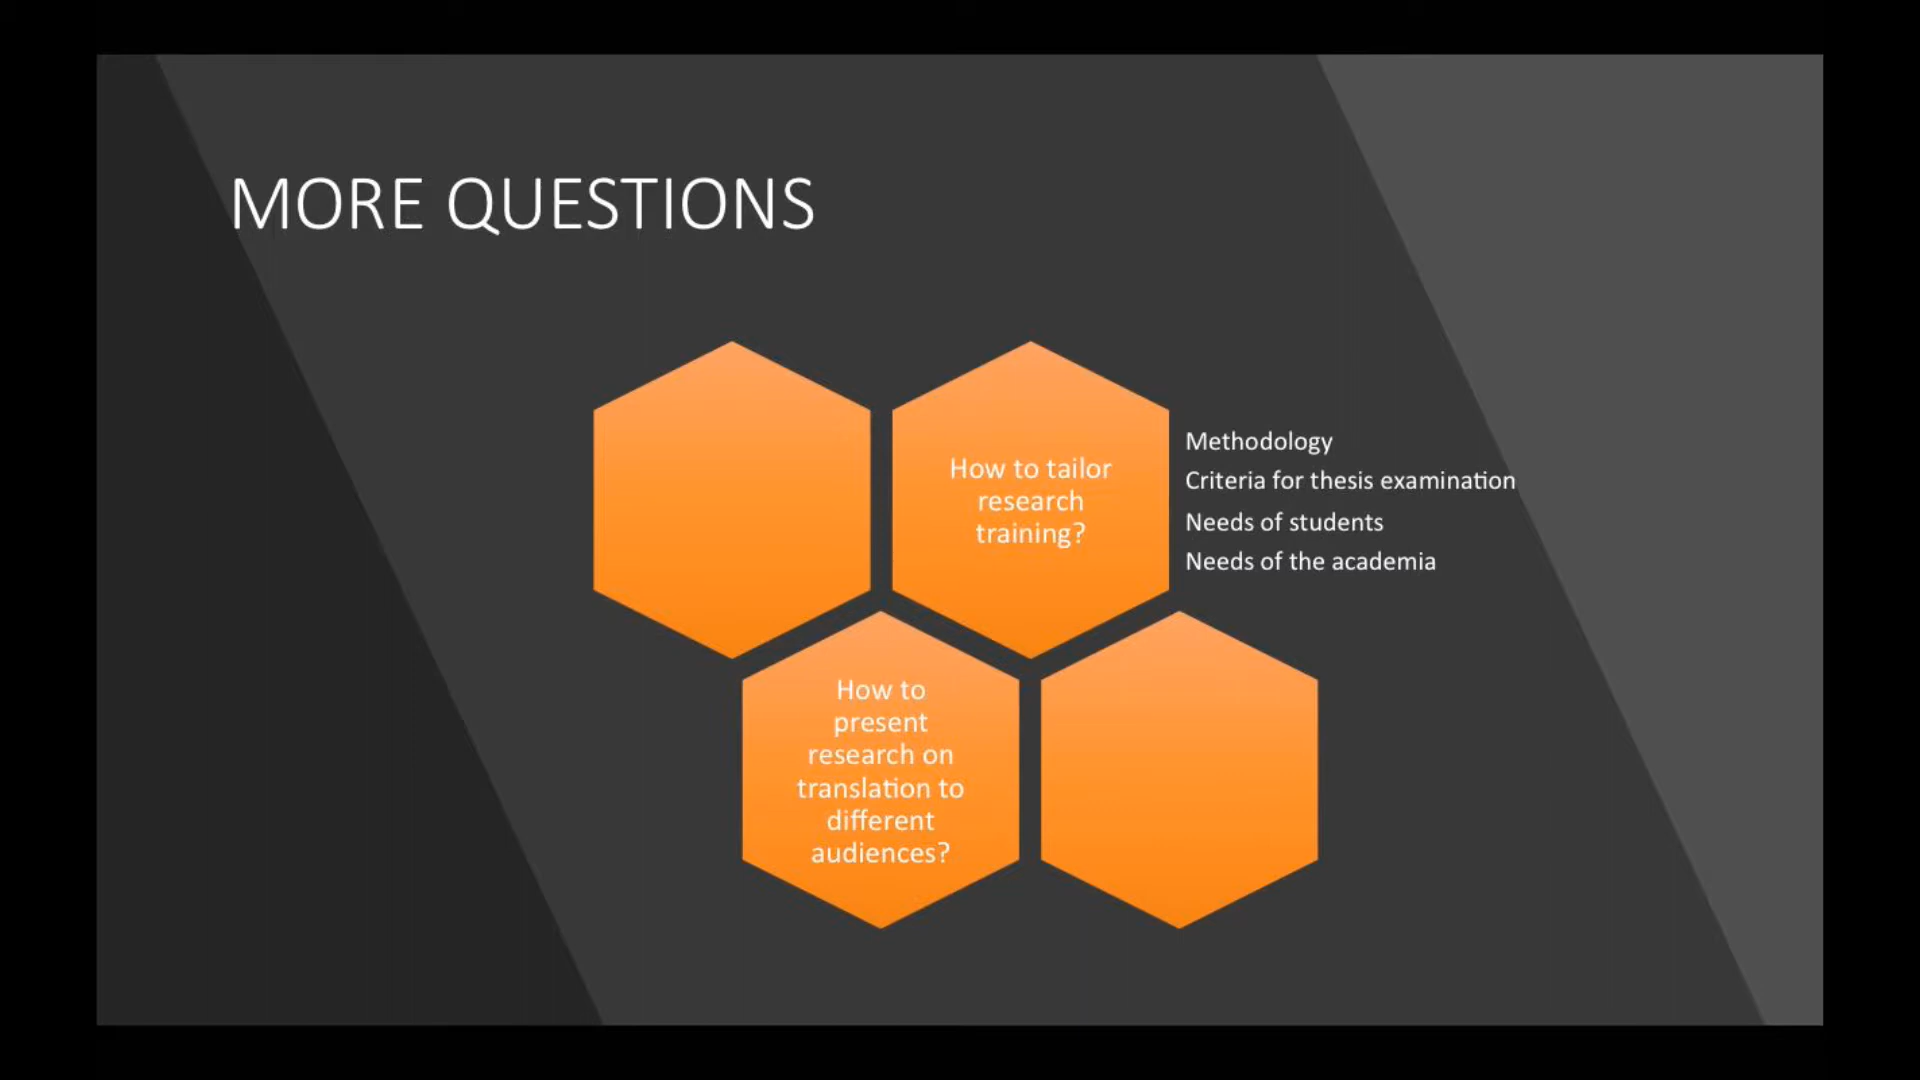 MORE QUESTIONS
How to tailor
research
training?
Methodology
Criteria for thesis examination
Needs of students
Needs of the academia
How to
present
research on
translation to
different
audiences?